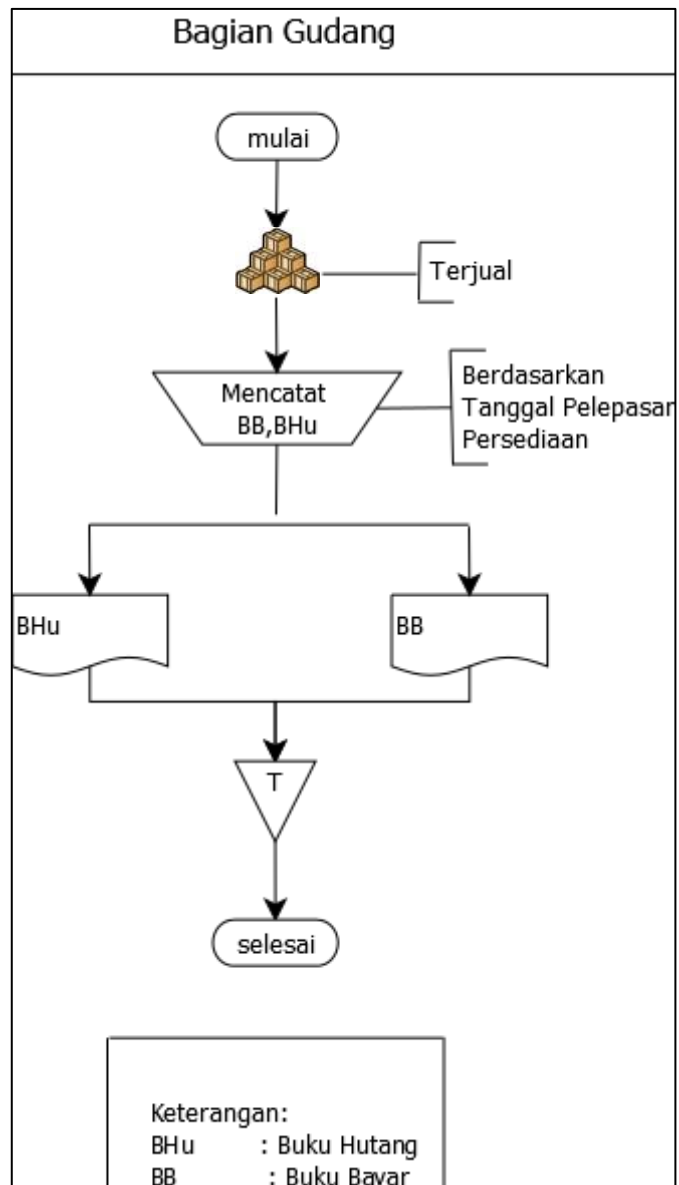 Bagian Gudang
mulai
Terjual
Mencatat
BB,BHu
Berdasarkan
Tanggal Pelepasan
Persediaan
BHu
BB
T
selesai
Keterangan:
BHu : Buku Hutang
BB : Buku Bayar